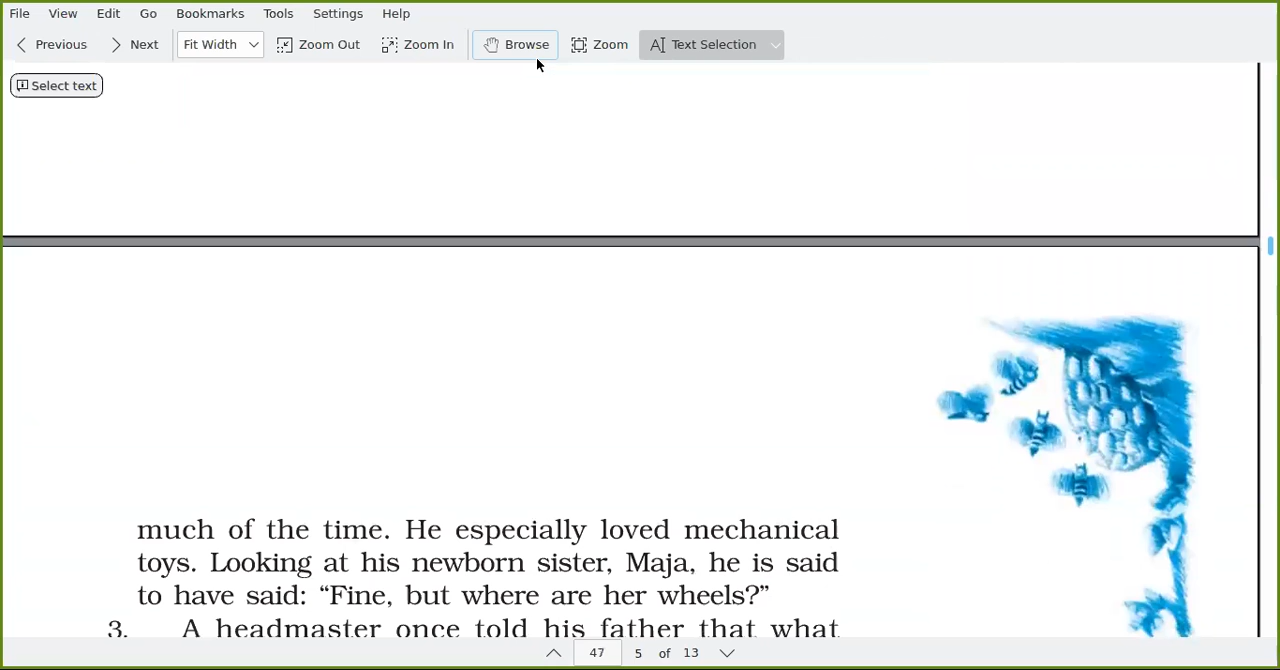 File View Edit Go Bookmarks Tools Settings Help
Previous Next Fit Width Zoom Out Zoom In Browse Zoom Text Selection
Select text
much of the time. He especially loved mechanical
toys. Looking at his newborn sister, Maja, he is said
to have said: “Fine, but where are her wheels?”
3. A headmaster once told his father that what
47 5 of 13